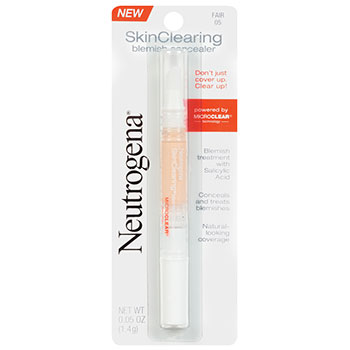 NEW
FAIR
05
SkinClearing
blemish concealer
Don't just
cover up.
Clear up!
powered by
MICROCLEAR®
technology
Blemish
treatment with
Salicylic
Acid
Conceals
and treats
blemishes
Natural-
looking
coverage
Neutrogena®
MICROCLEAR®
NET WT
0.05 OZ
(1.4g)